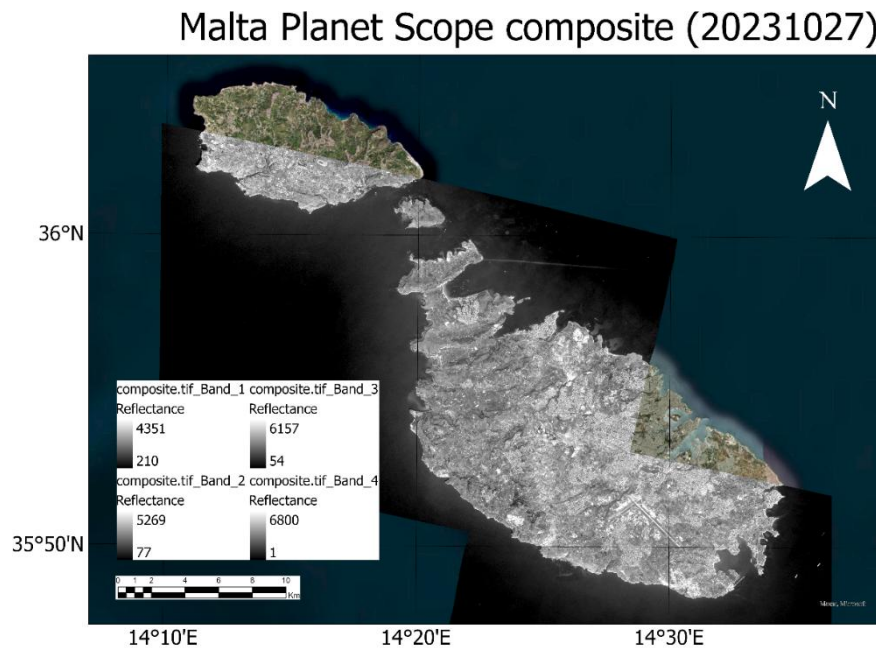 Malta Planet Scope composite (20231027)
N
36°N
composite.tif_Band_1 composite.tif_Band_3
Reflectance Reflectance
4351 6157
210 54
composite.tif_Band_2 composite.tif_Band_4
Reflectance Reflectance
5269 6800
77 1
35°50'N
0 1 2 4 6 8 10
Km
Microsoft
14°10'E 14°20'E 14°30'E